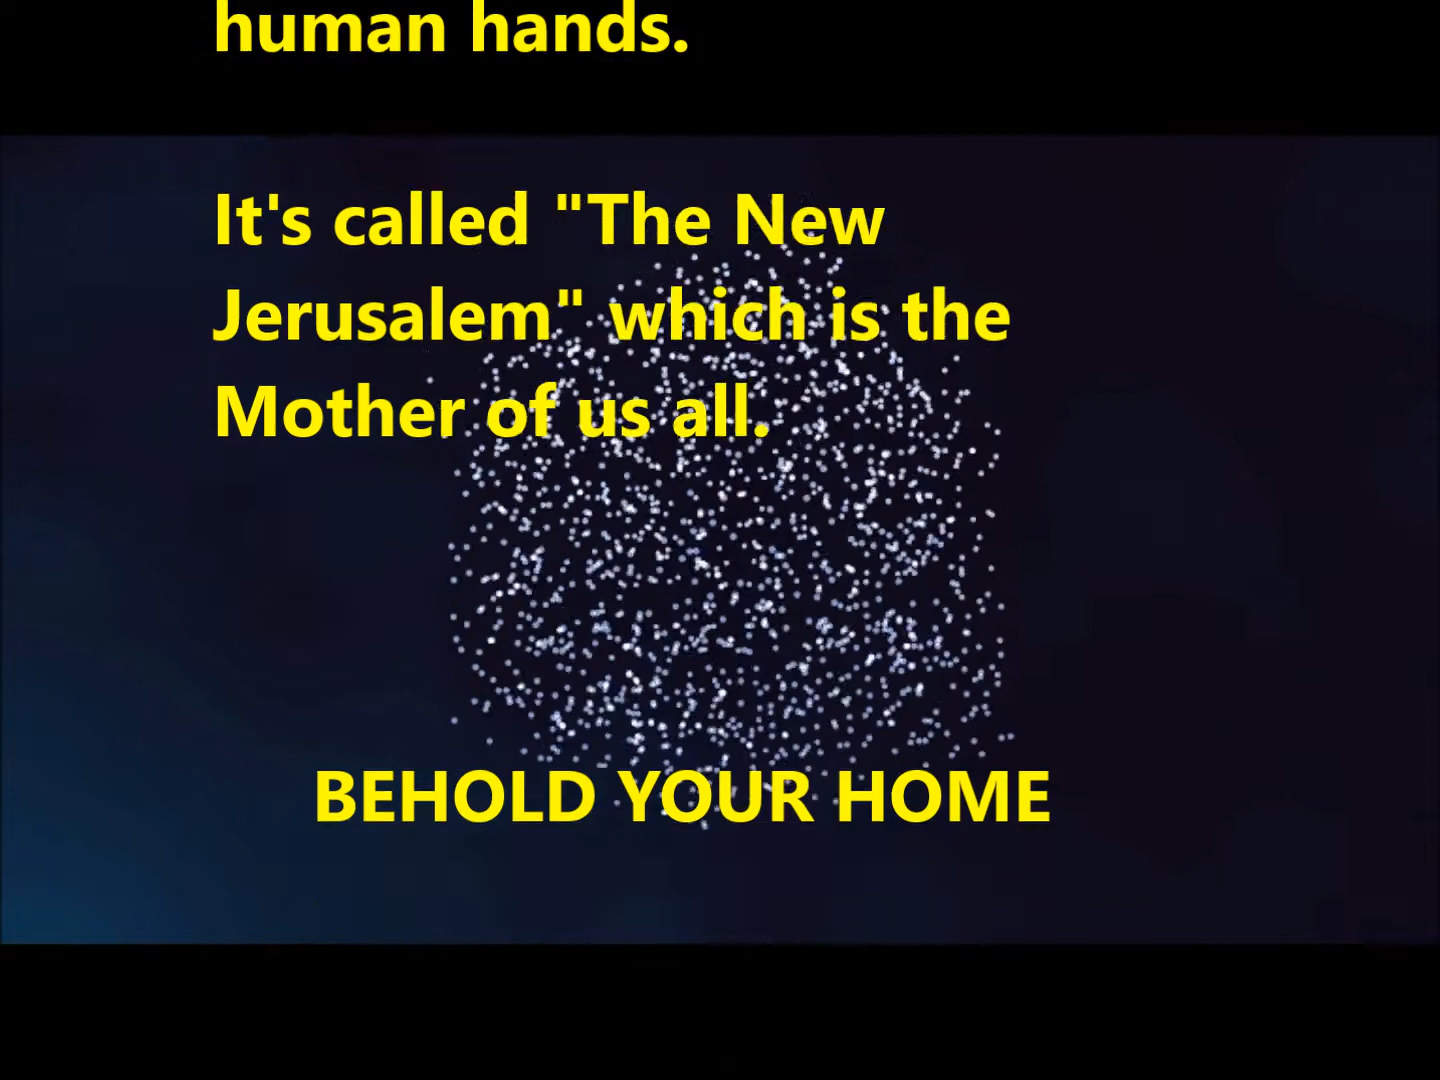 human hands.
It's called "The New
Jerusalem" which is the
Mother of us all.
BEHOLD YOUR HOME